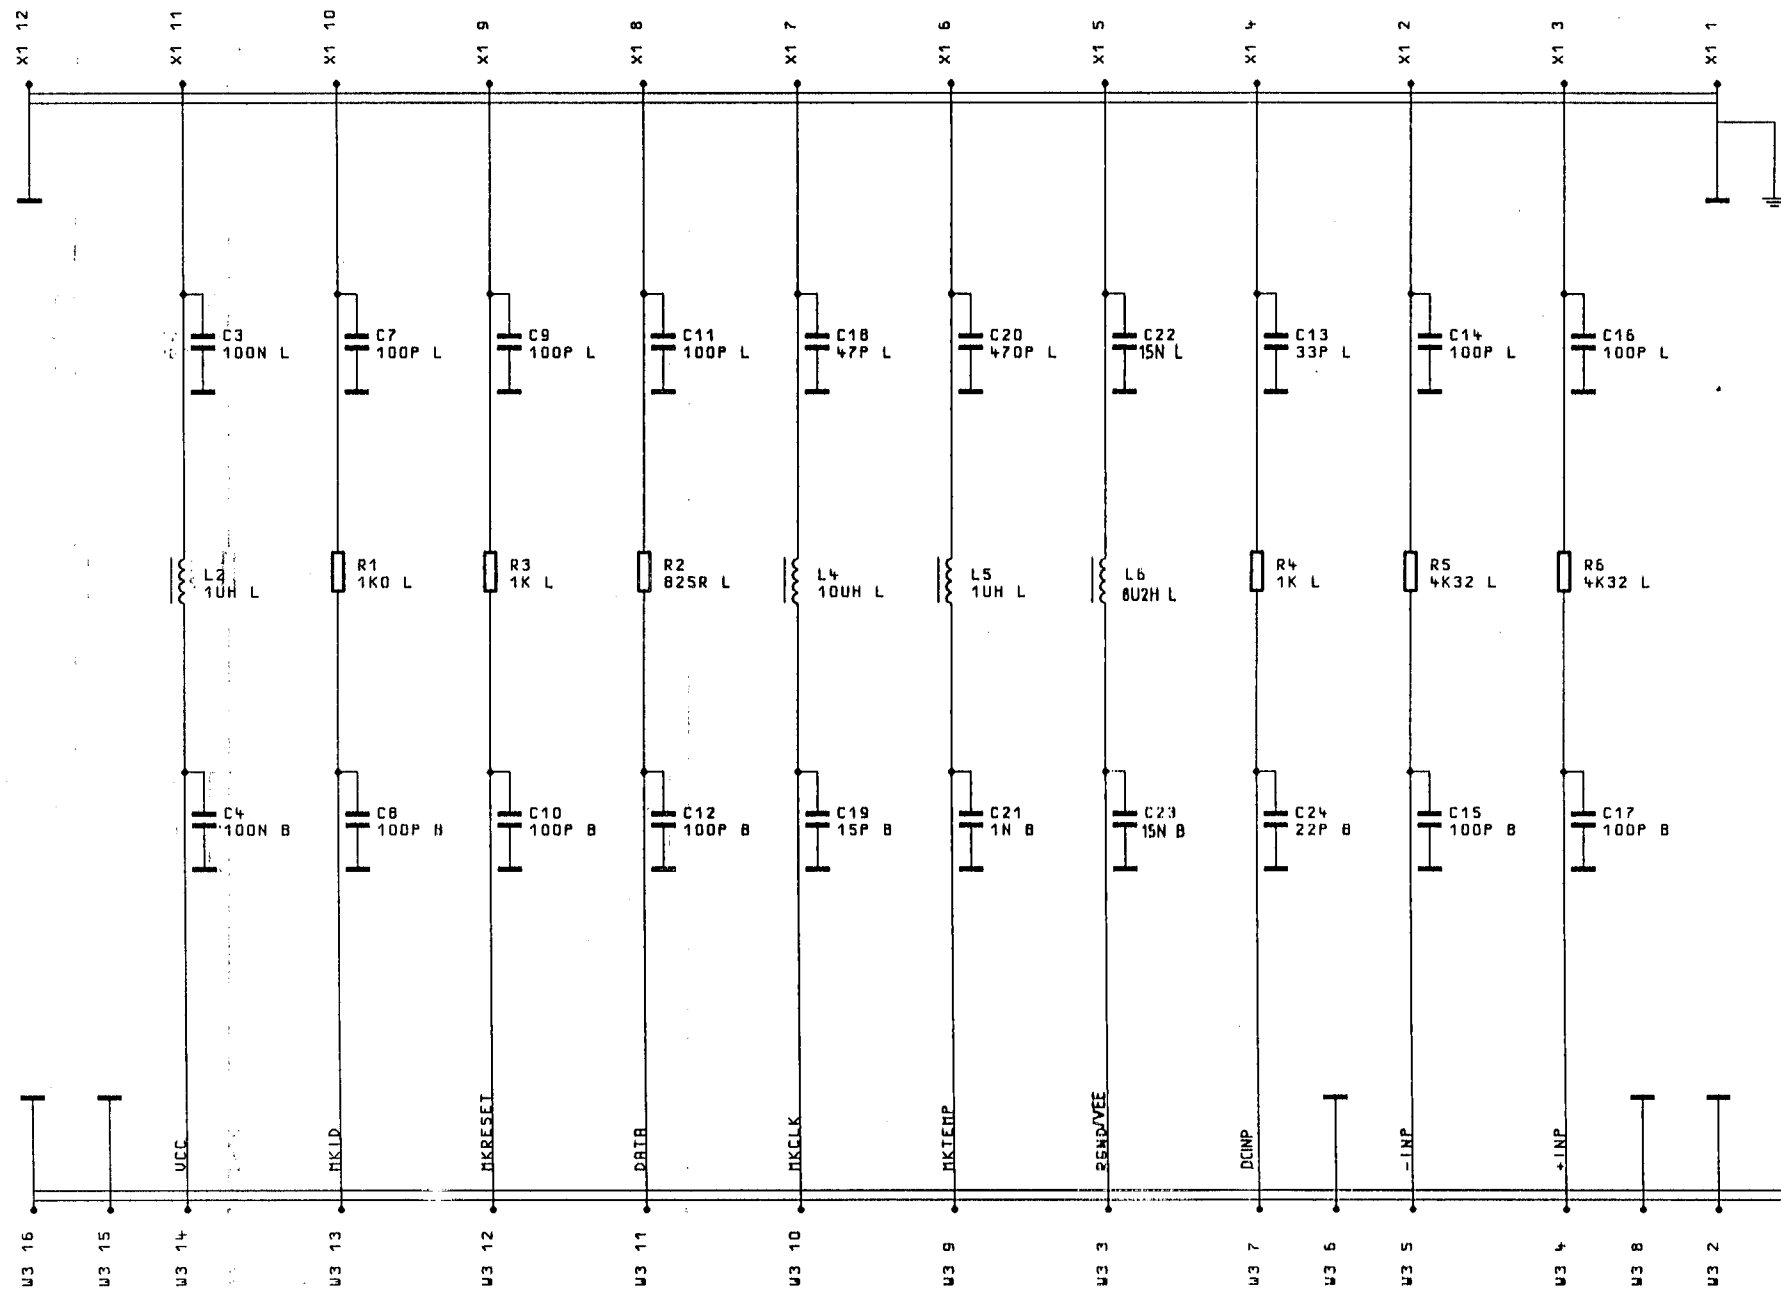 X1 12
X1 11
X1 10
X1 9
X1 8
X1 7
X1 6
X1 5
X1 4
X1 2
X1 3
X1 1
C3
100N L
C7
100P L
C9
100P L
C11
100P L
C18
47P L
C20
470P L
C22
15N L
C13
33P L
C14
100P L
C16
100P L
L2
1UH L
R1
1K0 L
R3
1K L
R2
825R L
L4
10UH L
L5
1UH L
L6
8U2H L
R4
1K L
R5
4K32 L
R6
4K32 L
C4
100N B
C8
100P B
C10
100P B
C12
100P B
C19
15P B
C21
1N B
C23
15N B
C24
22P B
C15
100P B
C17
100P B
VCC
MKID
MKRESET
DATA
MKCLK
MKTEMP
RGND/VEE
DCINP
-INP
+INP
W3 16
W3 15
W3 14
W3 13
W3 12
W3 11
W3 10
W3 9
W3 3
W3 7
W3 6
W3 5
W3 4
W3 8
W3 2